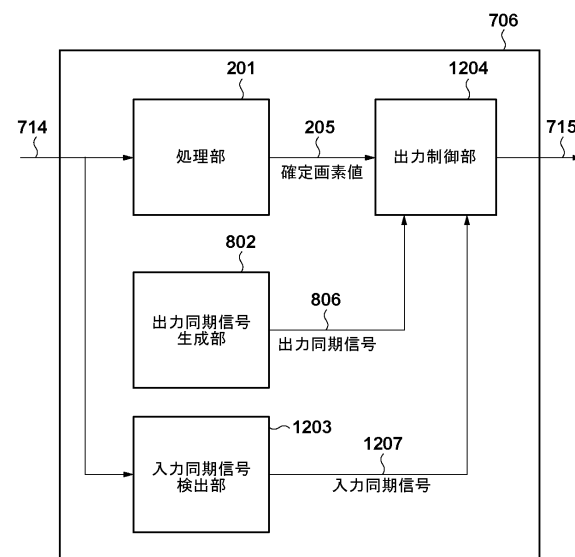 706
201
1204
714
205
715
処理部
確定画素値
出力制御部
802
806
出力同期信号
生成部
出力同期信号
1203
1207
入力同期信号
検出部
入力同期信号